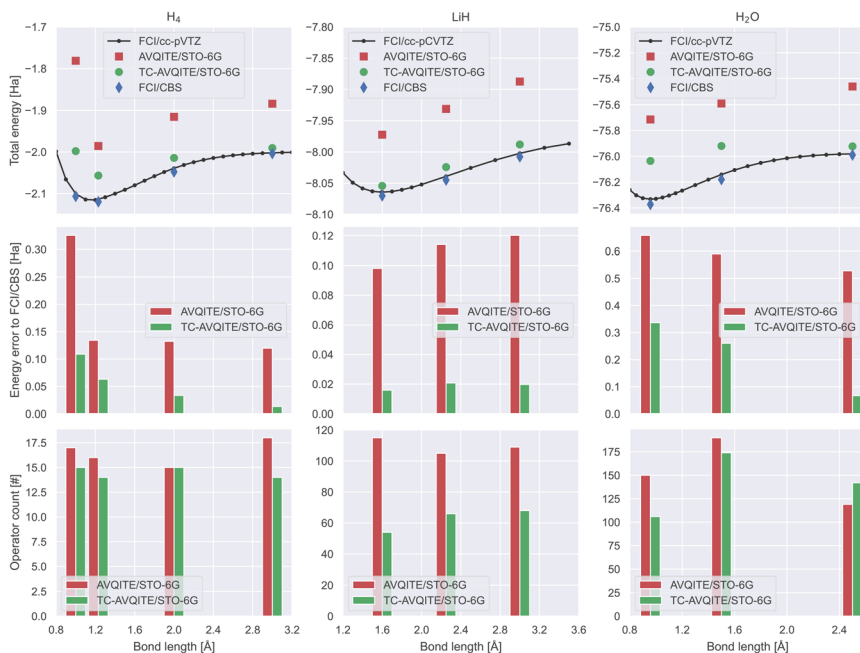 H₄
LiH
H₂O
Total energy [Ha]
−1.7
−1.8
−1.9
−2.0
−2.1
FCI/cc-pVTZ
AVQITE/STO-6G
TC-AVQITE/STO-6G
FCI/CBS
−7.80
−7.85
−7.90
−7.95
−8.00
−8.05
−8.10
FCI/cc-pCVTZ
AVQITE/STO-6G
TC-AVQITE/STO-6G
FCI/CBS
−75.0
−75.2
−75.4
−75.6
−75.8
−76.0
−76.2
−76.4
FCI/cc-pVTZ
AVQITE/STO-6G
TC-AVQITE/STO-6G
FCI/CBS
Energy error to FCI/CBS [Ha]
0.30
0.25
0.20
0.15
0.10
0.05
0.00
AVQITE/STO-6G
TC-AVQITE/STO-6G
0.12
0.10
0.08
0.06
0.04
0.02
0.00
AVQITE/STO-6G
TC-AVQITE/STO-6G
0.6
0.5
0.4
0.3
0.2
0.1
0.0
AVQITE/STO-6G
TC-AVQITE/STO-6G
Operator count [#]
17.5
15.0
12.5
10.0
7.5
5.0
2.5
0.0
AVQITE/STO-6G
TC-AVQITE/STO-6G
0.8 1.2 1.6 2.0 2.4 2.8 3.2
Bond length [Å]
120
100
80
60
40
20
0
AVQITE/STO-6G
TC-AVQITE/STO-6G
1.2 1.6 2.0 2.4 2.8 3.2 3.6
Bond length [Å]
175
150
125
100
75
50
25
0
AVQITE/STO-6G
TC-AVQITE/STO-6G
0.8 1.2 1.6 2.0 2.4
Bond length [Å]